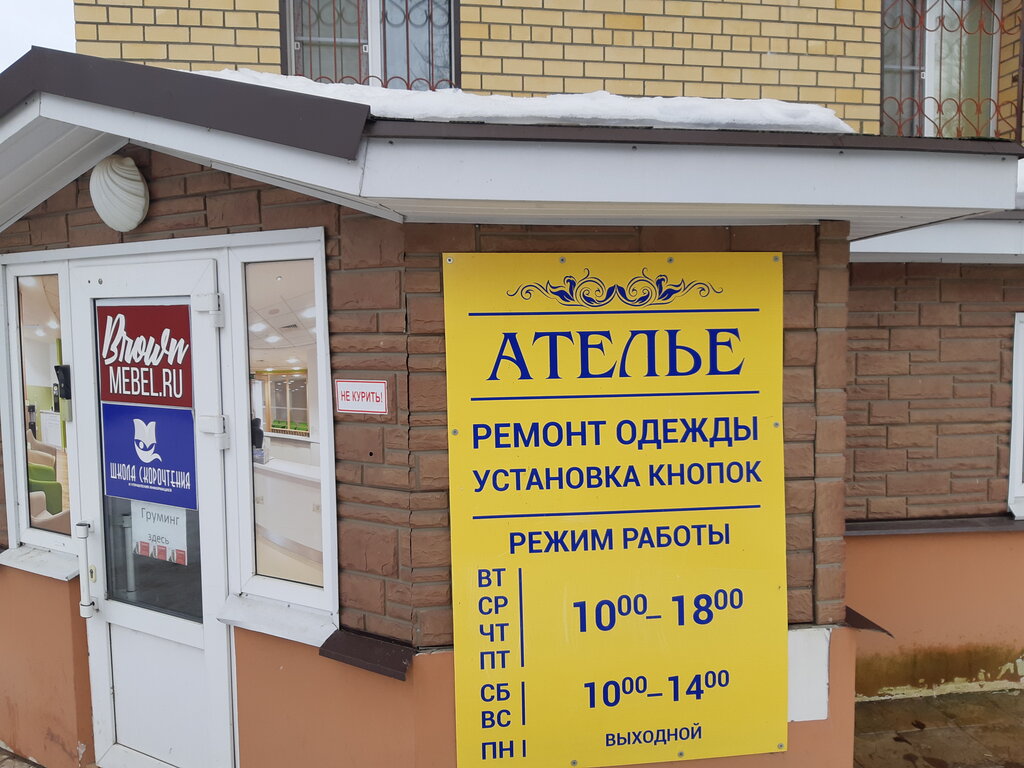 Brown
MEBEL.RU
ШКОЛА СКОРОЧТЕНИЯ
Груминг
здесь
НЕ КУРИТЬ!
АТЕЛЬЕ
РЕМОНТ ОДЕЖДЫ
УСТАНОВКА КНОПОК
РЕЖИМ РАБОТЫ
ВТ
СР
ЧТ
ПТ
10⁰⁰–18⁰⁰
СБ
ВС
10⁰⁰–14⁰⁰
ПН ВЫХОДНОЙ